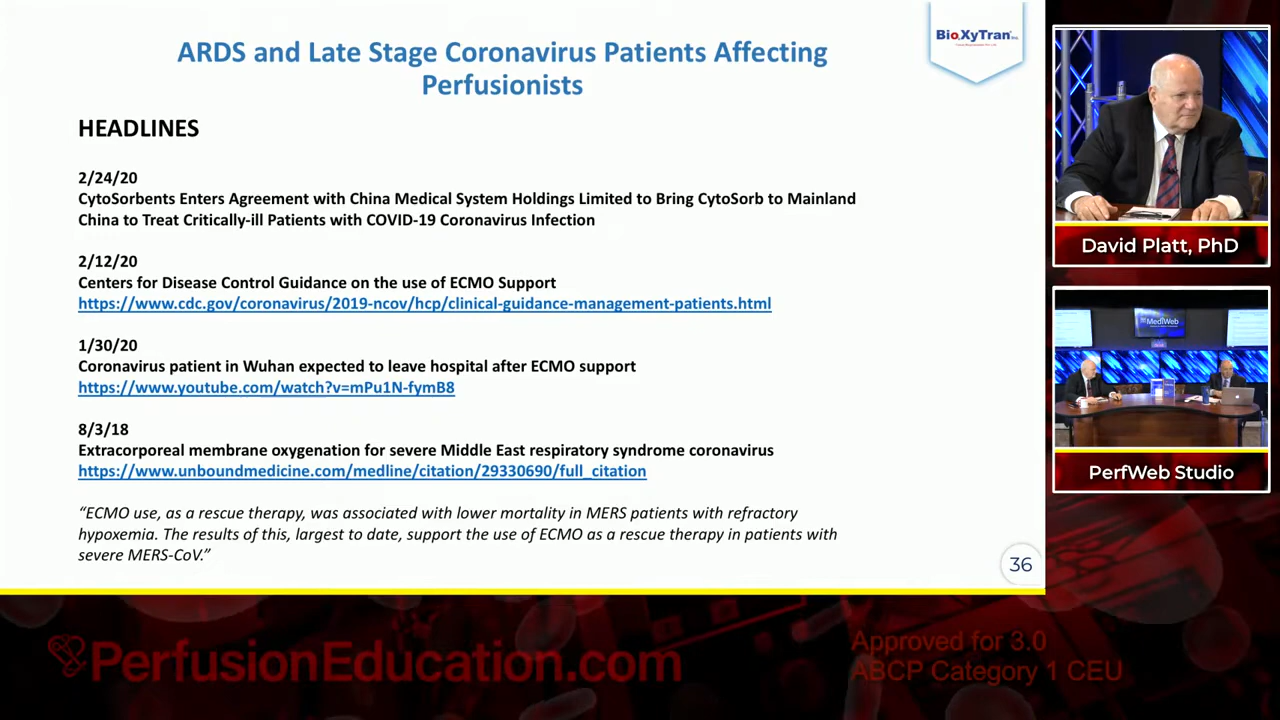 ARDS and Late Stage Coronavirus Patients Affecting
Perfusionists
Bio.XyTran Inc
HEADLINES
2/24/20
CytoSorbents Enters Agreement with China Medical System Holdings Limited to Bring CytoSorb to Mainland
China to Treat Critically-ill Patients with COVID-19 Coronavirus Infection
2/12/20
Centers for Disease Control Guidance on the use of ECMO Support
https://www.cdc.gov/coronavirus/2019-ncov/hcp/clinical-guidance-management-patients.html
1/30/20
Coronavirus patient in Wuhan expected to leave hospital after ECMO support
https://www.youtube.com/watch?v=mPu1N-fymB8
8/3/18
Extracorporeal membrane oxygenation for severe Middle East respiratory syndrome coronavirus
https://www.unboundmedicine.com/medline/citation/29330690/full_citation
“ECMO use, as a rescue therapy, was associated with lower mortality in MERS patients with refractory
hypoxemia. The results of this, largest to date, support the use of ECMO as a rescue therapy in patients with
severe MERS-CoV.”
36
David Platt, PhD
MediWeb
PerfWeb Studio
PerfusionEducation.com
Approved for 3.0
ABCP Category 1 CEU